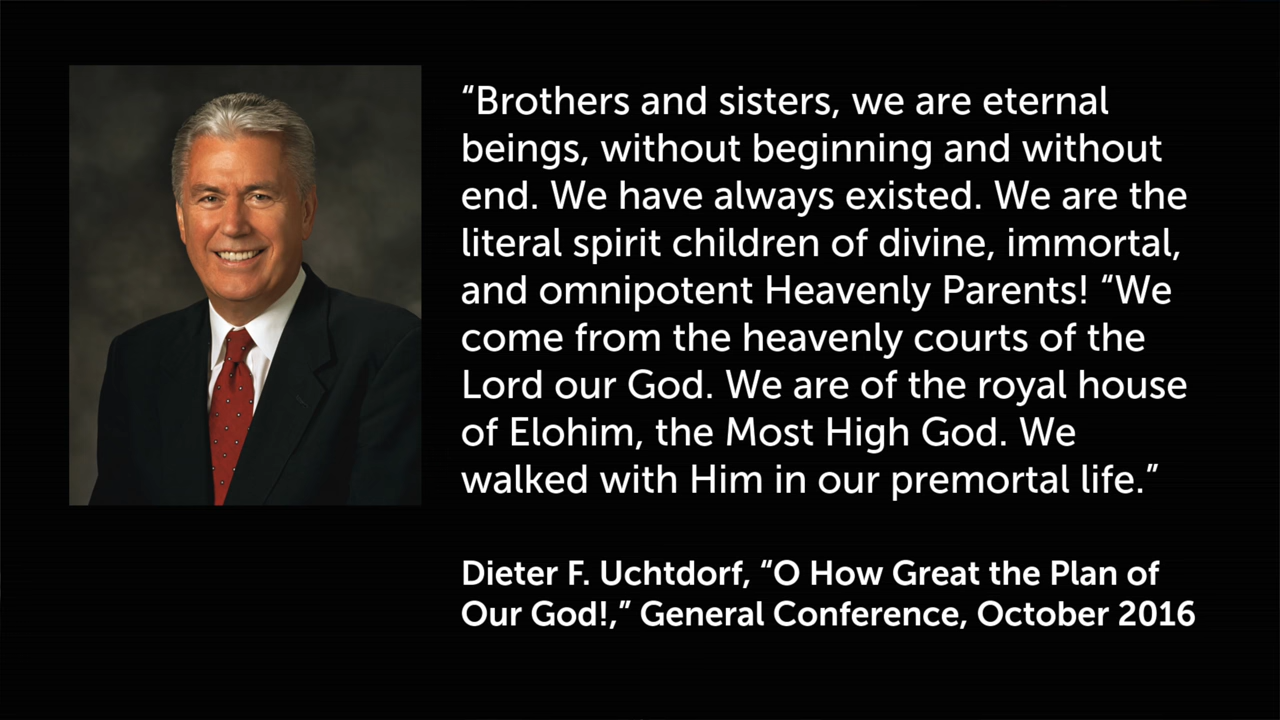 “Brothers and sisters, we are eternal
beings, without beginning and without
end. We have always existed. We are the
literal spirit children of divine, immortal,
and omnipotent Heavenly Parents! “We
come from the heavenly courts of the
Lord our God. We are of the royal house
of Elohim, the Most High God. We
walked with Him in our premortal life.”
Dieter F. Uchtdorf, “O How Great the Plan of
Our God!,” General Conference, October 2016